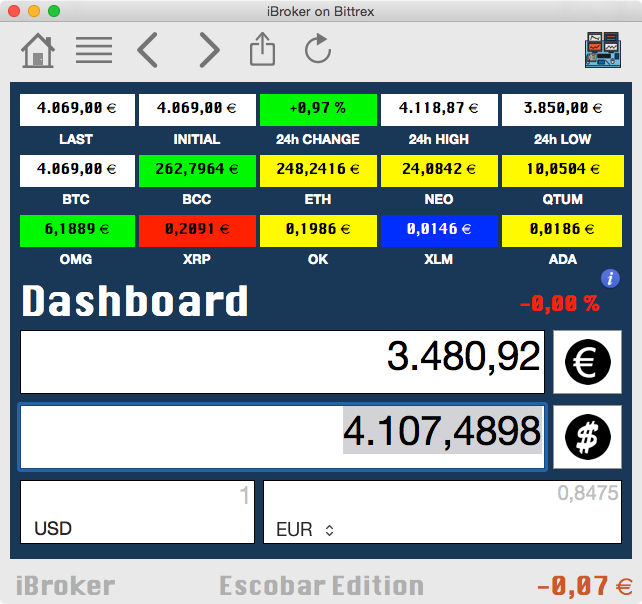 iBroker on Bittrex
4.069,00 € 4.069,00 € +0,97 % 4.118,87 € 3.850,00 €
LAST INITIAL 24h CHANGE 24h HIGH 24h LOW
4.069,00 € 262,7964 € 248,2416 € 24,0842 € 10,0504 €
BTC BCC ETH NEO QTUM
6,1889 € 0,2091 € 0,1986 € 0,0146 € 0,0186 €
OMG XRP OK XLM ADA
i
Dashboard -0,00 %
3.480,92 €
4.107,4898 $
1 0,8475
USD EUR
iBroker Escobar Edition -0,07 €